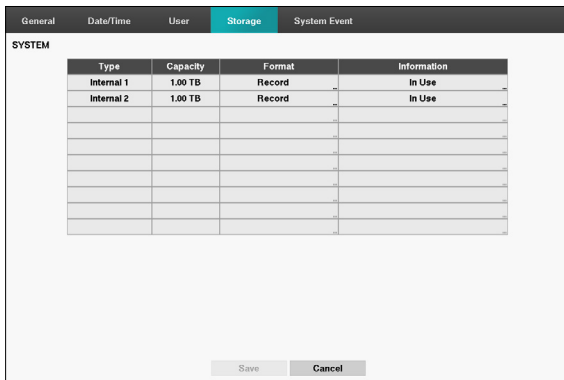 General Date/Time User Storage System Event
SYSTEM
Type Capacity Format Information
Internal 1 1.00 TB Record ... In Use ...
Internal 2 1.00 TB Record ... In Use ...
... ...
... ...
... ...
... ...
... ...
... ...
... ...
... ...
Save Cancel